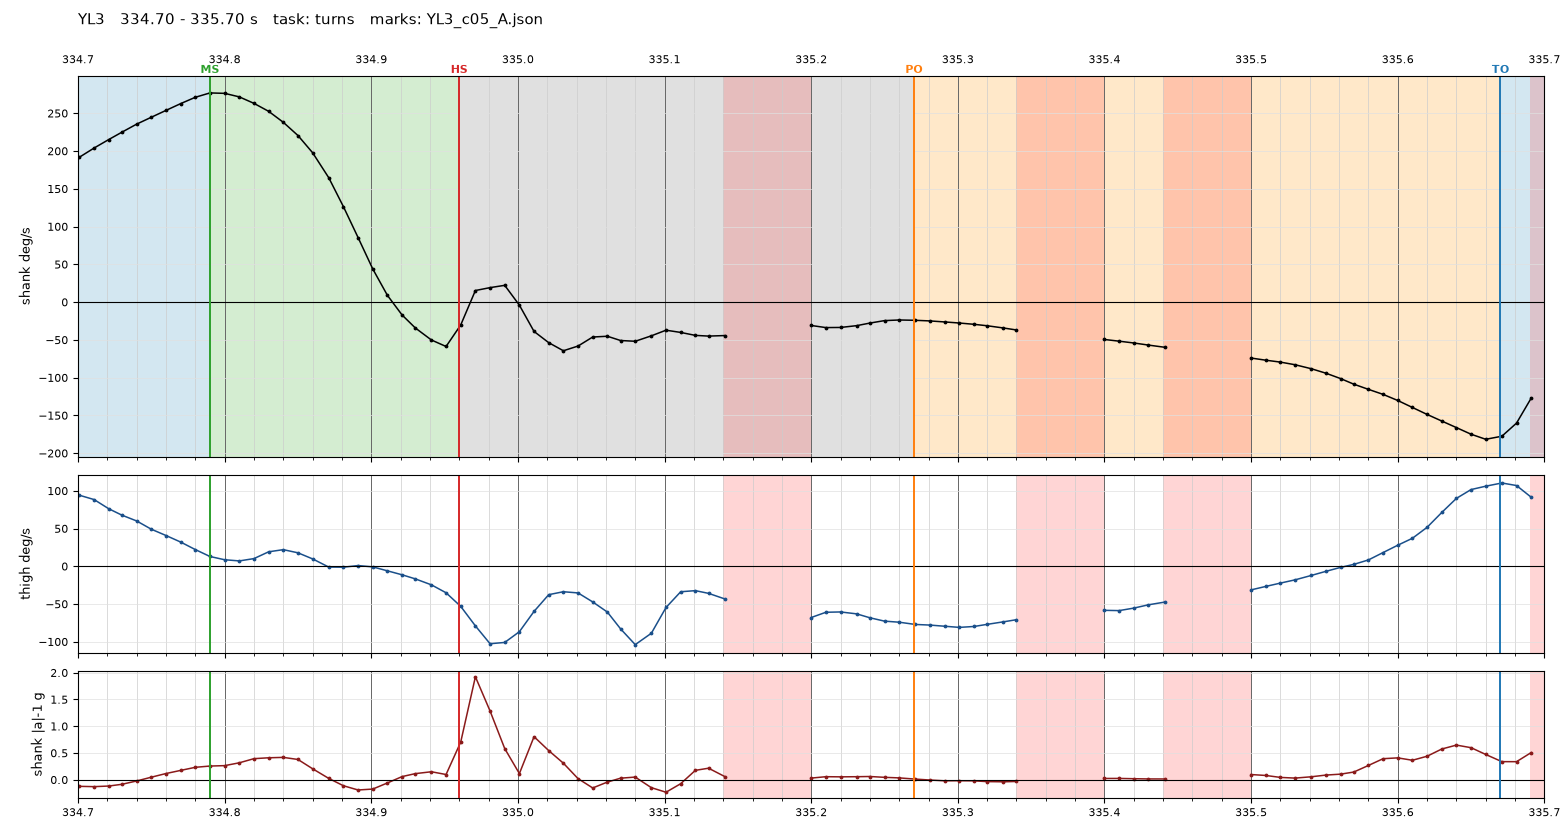 YL3 334.70 - 335.70 s task: turns marks: YL3_c05_A.json
334.7 334.8 334.9 335.0 335.1 335.2 335.3 335.4 335.5 335.6 335.7
MS HS PO TO
shank deg/s
250
200
150
100
50
0
−50
−100
−150
−200
thigh deg/s
100
50
0
−50
−100
shank |a|-1 g
2.0
1.5
1.0
0.5
0.0
334.7 334.8 334.9 335.0 335.1 335.2 335.3 335.4 335.5 335.6 335.7